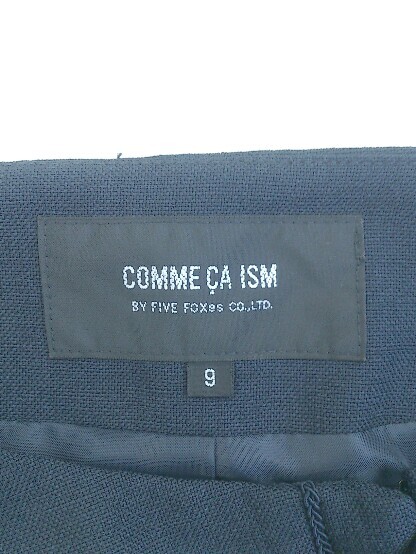 COMME ÇA ISM
BY FIVE FOXes CO.,LTD.
9